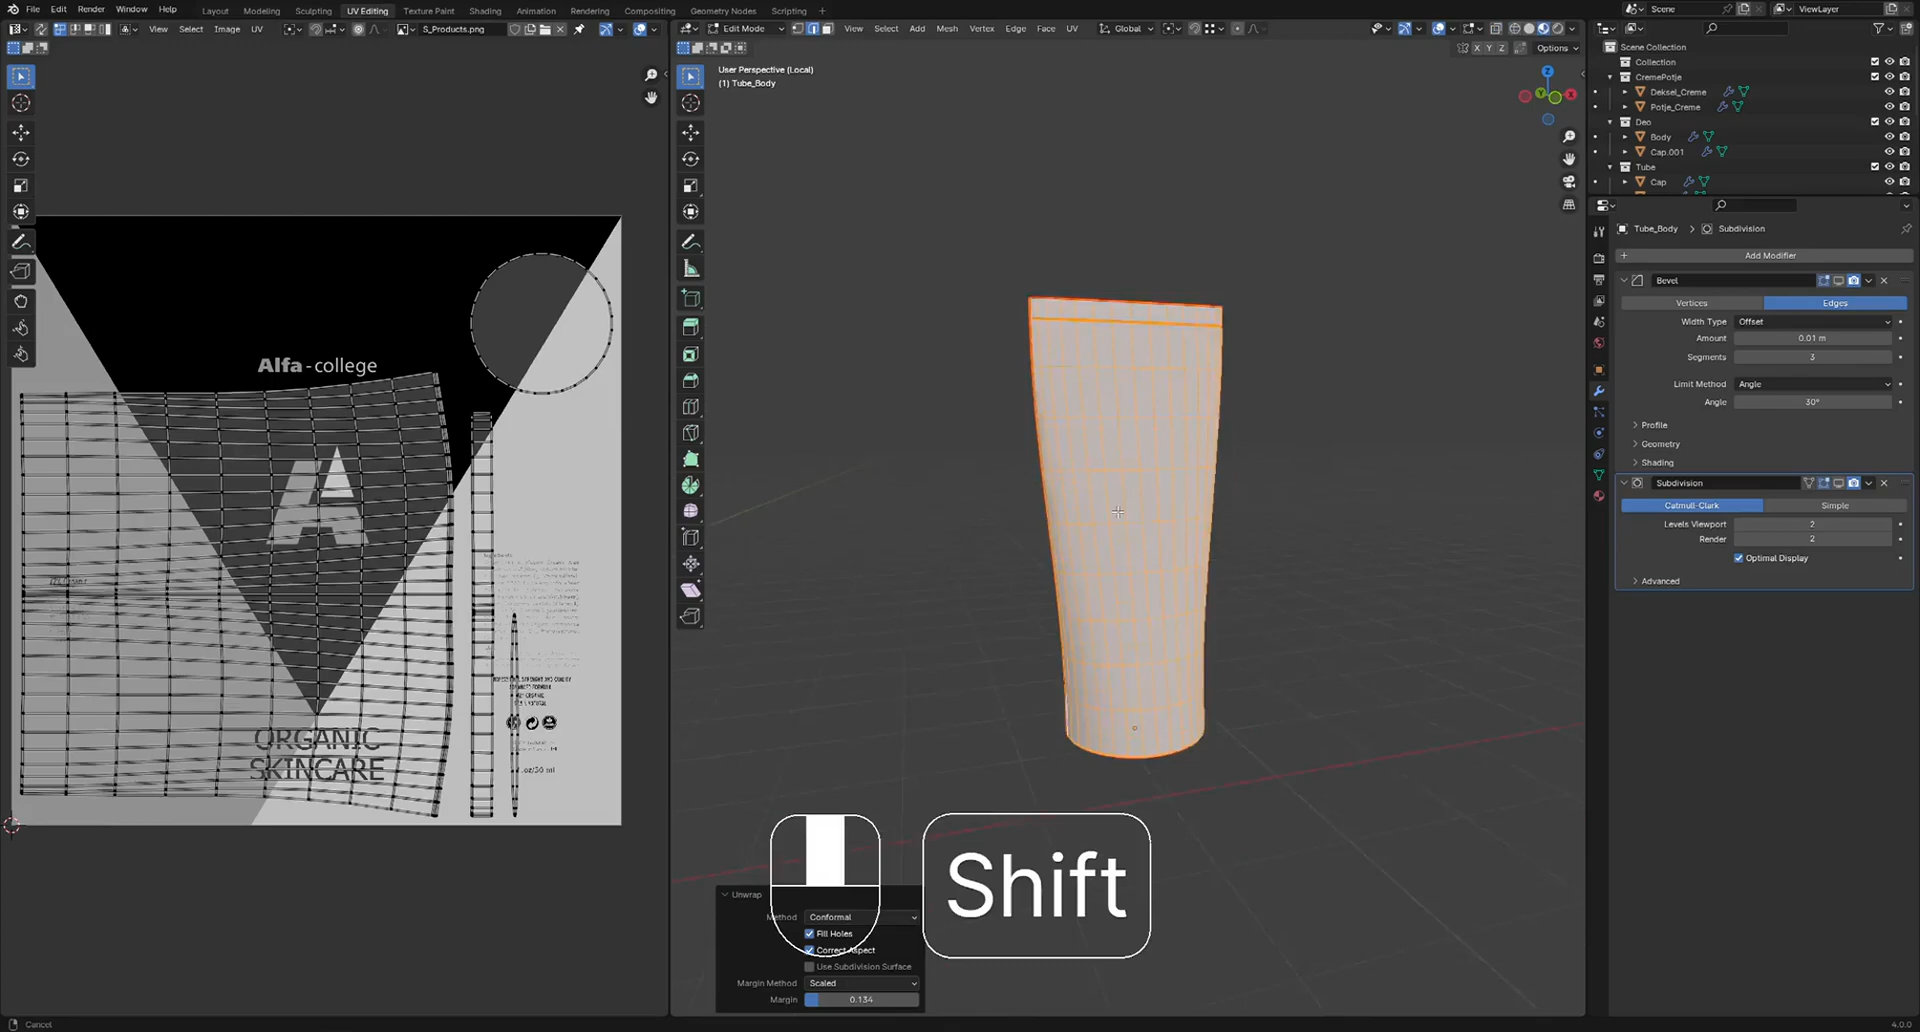 File Edit Render Window Help
Layout Modeling Sculpting UV Editing Texture Paint Shading Animation Rendering Compositing Geometry Nodes Scripting +
Scene
ViewLayer
View Select Image UV
S_Products.png
Edit Mode
View Select Add Mesh Vertex Edge Face UV
Global
X Y Z
Options
User Perspective (Local)
(1) Tube_Body
Z
Y
X
Scene Collection
Collection
CremePotje
Deksel_Creme
Potje_Creme
Deo
Body
Cap.001
Tube
Cap
Tube_Body > Subdivision
Add Modifier
Bevel
Vertices Edges
Width Type Offset
Amount 0.01 m
Segments 3
Limit Method Angle
Angle 30°
Profile
Geometry
Shading
Subdivision
Catmull-Clark Simple
Levels Viewport 2
Render 2
Optimal Display
Advanced
Alfa-college
A
ORGANIC
SKINCARE
Shift
Unwrap
Method Conformal
Fill Holes
Correct Aspect
Use Subdivision Surface
Margin Method Scaled
Margin 0.134
Cancel
4.0.0